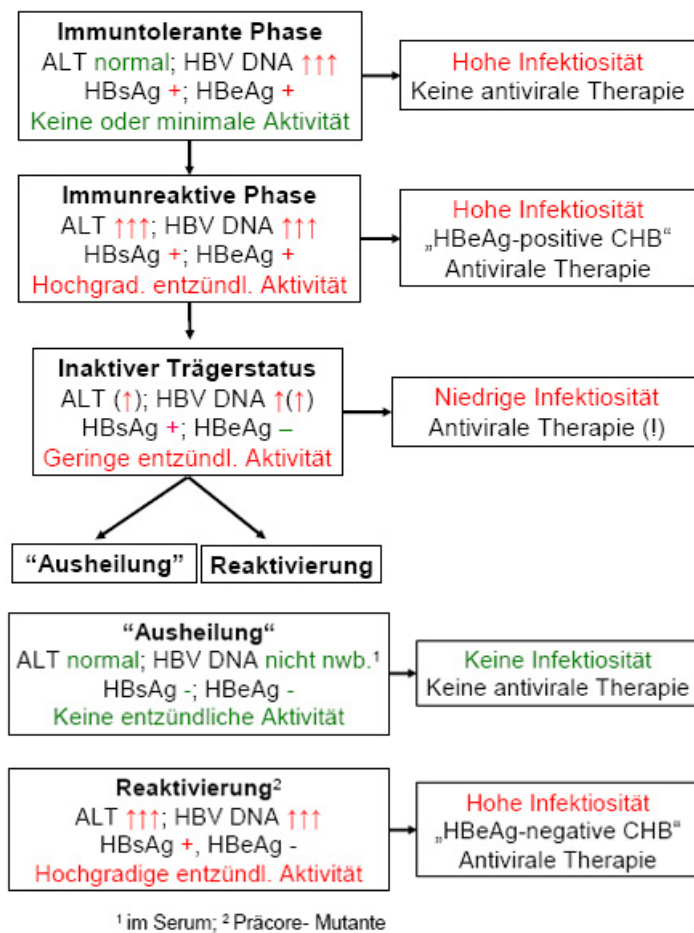 Immuntolerante Phase
ALT normal; HBV DNA ↑↑↑
HBsAg +; HBeAg +
Keine oder minimale Aktivität
Hohe Infektiosität
Keine antivirale Therapie
Immunreaktive Phase
ALT ↑↑↑; HBV DNA ↑↑↑
HBsAg +; HBeAg +
Hochgrad. entzündl. Aktivität
Hohe Infektiosität
„HBeAg-positive CHB“
Antivirale Therapie
Inaktiver Trägerstatus
ALT (↑); HBV DNA ↑(↑)
HBsAg +; HBeAg –
Geringe entzündl. Aktivität
Niedrige Infektiosität
Antivirale Therapie (!)
“Ausheilung”
Reaktivierung
“Ausheilung“
ALT normal; HBV DNA nicht nwb.¹
HBsAg -; HBeAg -
Keine entzündliche Aktivität
Keine Infektiosität
Keine antivirale Therapie
Reaktivierung²
ALT ↑↑↑; HBV DNA ↑↑↑
HBsAg +, HBeAg -
Hochgradige entzündl. Aktivität
Hohe Infektiosität
„HBeAg-negative CHB“
Antivirale Therapie
¹ im Serum; ² Präcore- Mutante